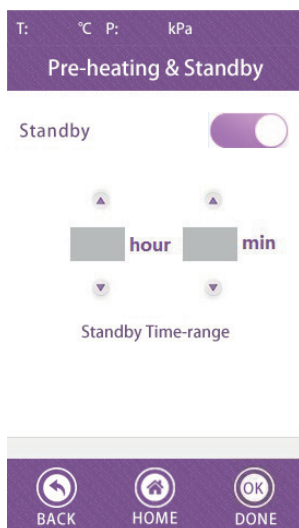 T: °C P: kPa
Pre-heating & Standby
Standby
hour min
Standby Time-range
OK
BACK HOME DONE